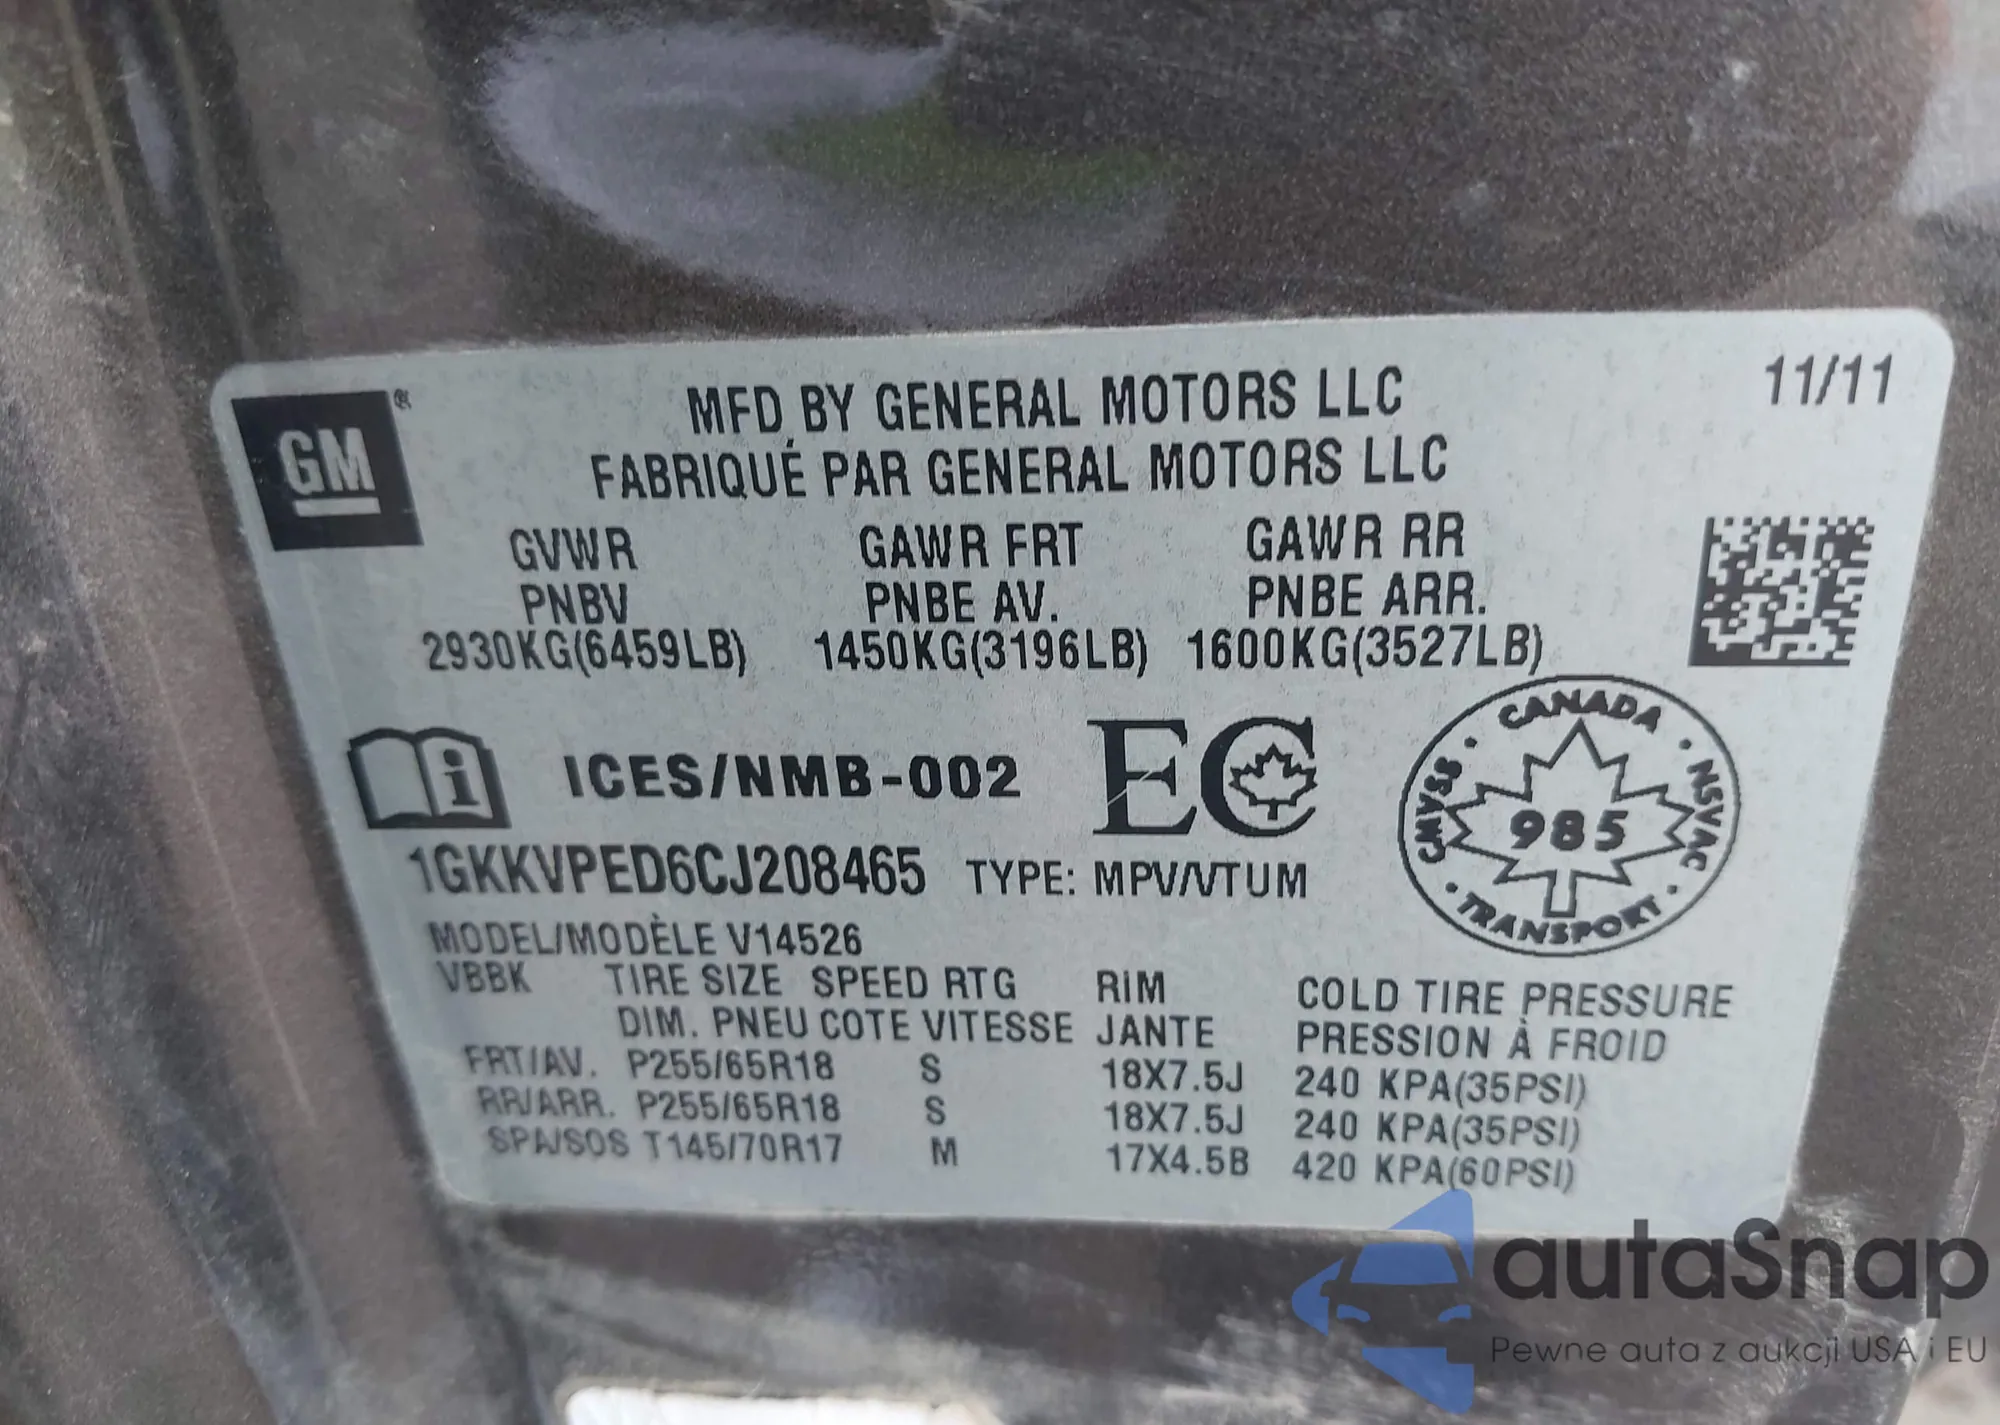 GM ®
MFD BY GENERAL MOTORS LLC
11/11
FABRIQUÉ PAR GENERAL MOTORS LLC
GVWR GAWR FRT GAWR RR
PNBV PNBE AV. PNBE ARR.
2930KG(6459LB) 1450KG(3196LB) 1600KG(3527LB)
i ICES/NMB-002 EC
CANADA · NSVAC · TRANSPORT · CMVSS ·
985
1GKKVPED6CJ208465 TYPE: MPV/VTUM
MODEL/MODÈLE V14526
VBBK TIRE SIZE SPEED RTG RIM COLD TIRE PRESSURE
DIM. PNEU COTE VITESSE JANTE PRESSION À FROID
FRT/AV. P255/65R18 S 18X7.5J 240 KPA(35PSI)
RR/ARR. P255/65R18 S 18X7.5J 240 KPA(35PSI)
SPA/SOS T145/70R17 M 17X4.5B 420 KPA(60PSI)
autaSnap
Pewne auta z aukcji USA i EU